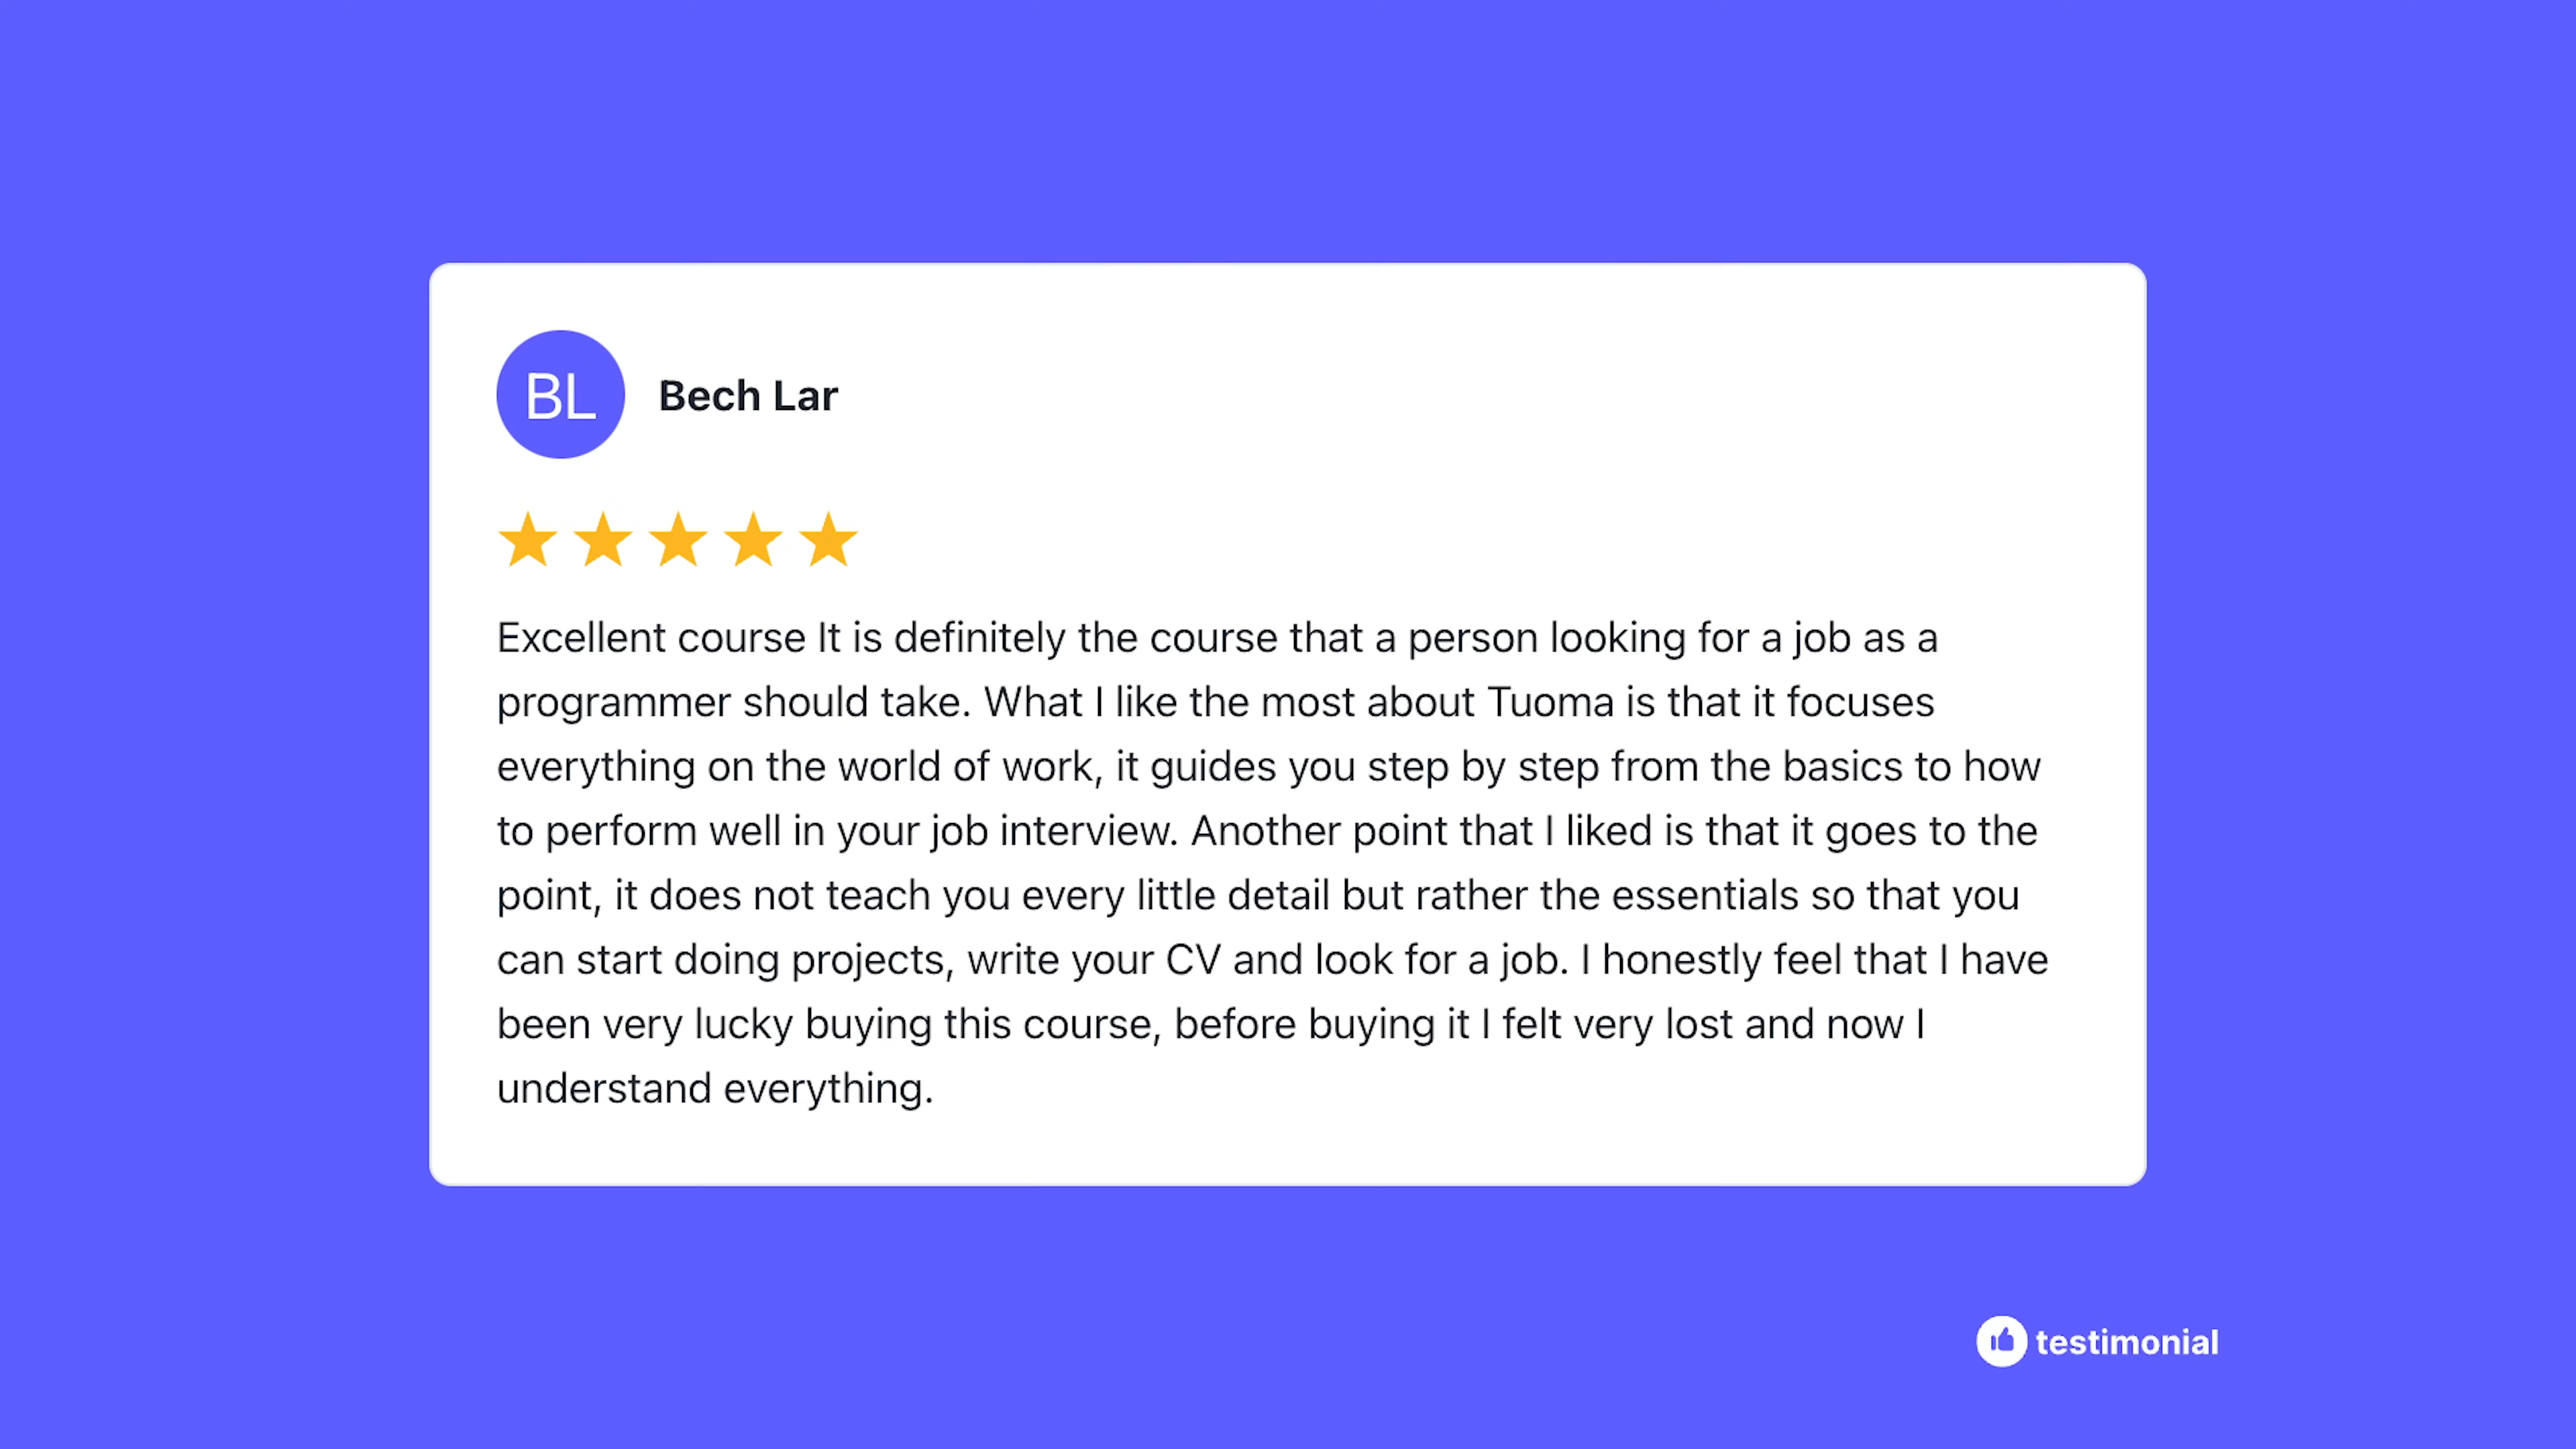 BL
Bech Lar
Excellent course It is definitely the course that a person looking for a job as a
programmer should take. What I like the most about Tuoma is that it focuses
everything on the world of work, it guides you step by step from the basics to how
to perform well in your job interview. Another point that I liked is that it goes to the
point, it does not teach you every little detail but rather the essentials so that you
can start doing projects, write your CV and look for a job. I honestly feel that I have
been very lucky buying this course, before buying it I felt very lost and now I
understand everything.
testimonial